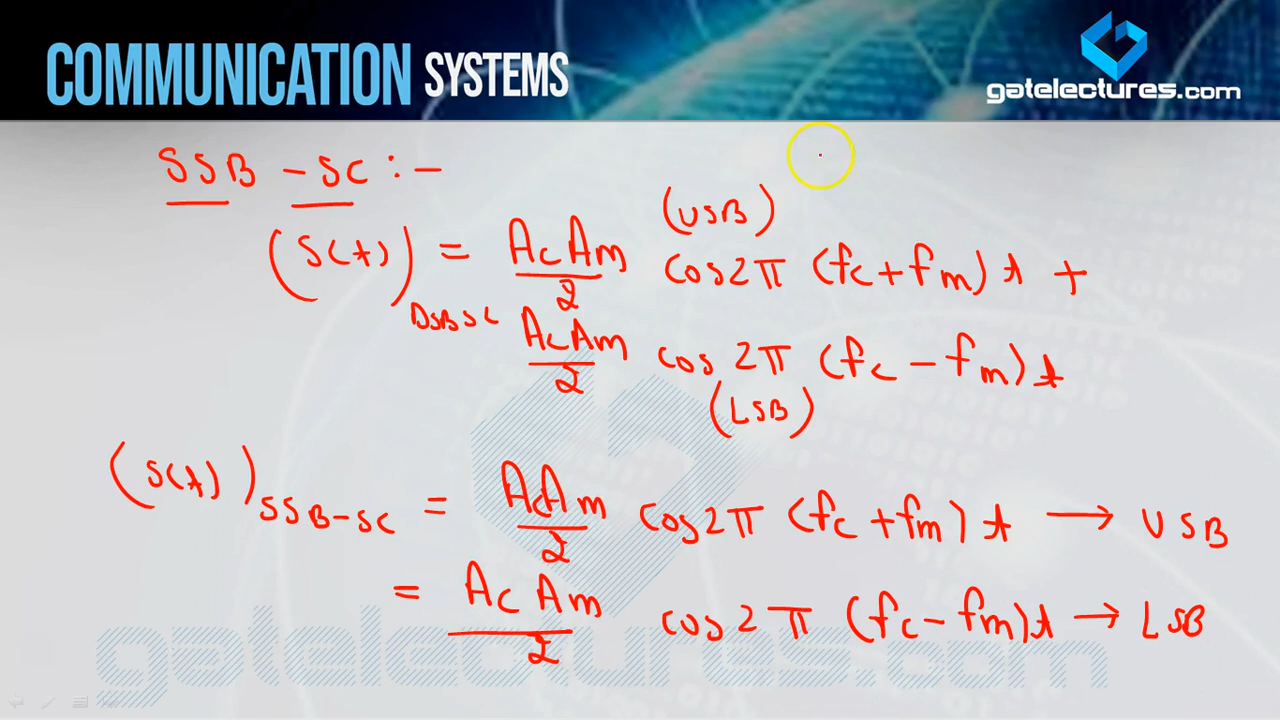 COMMUNICATION SYSTEMS
gatelectures.com
SSB - SC : -
(USB)
(S(t))DSBSC = AcAm/2 cos2π (fc+fm) t +
AcAm/2 cos 2π (fc - fm) t
(LSB)
(S(t))SSB-SC = AcAm/2 cos2π (fc+fm) t → USB
= AcAm/2 cos 2π (fc - fm) t → LSB
gatelectures.com